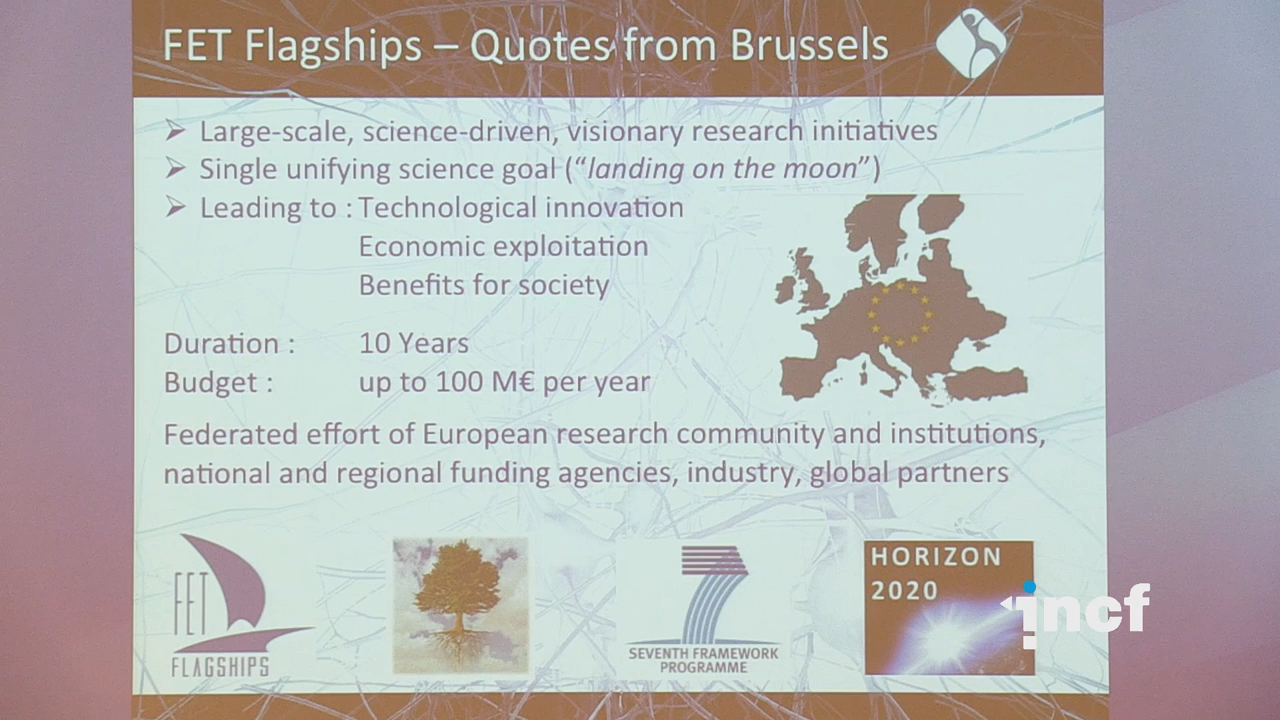 FET Flagships – Quotes from Brussels
➢ Large-scale, science-driven, visionary research initiatives
➢ Single unifying science goal (“landing on the moon”)
➢ Leading to : Technological innovation
Economic exploitation
Benefits for society
Duration : 10 Years
Budget : up to 100 M€ per year
Federated effort of European research community and institutions,
national and regional funding agencies, industry, global partners
FET
FLAGSHIPS
7
SEVENTH FRAMEWORK
PROGRAMME
HORIZON
2020
incf